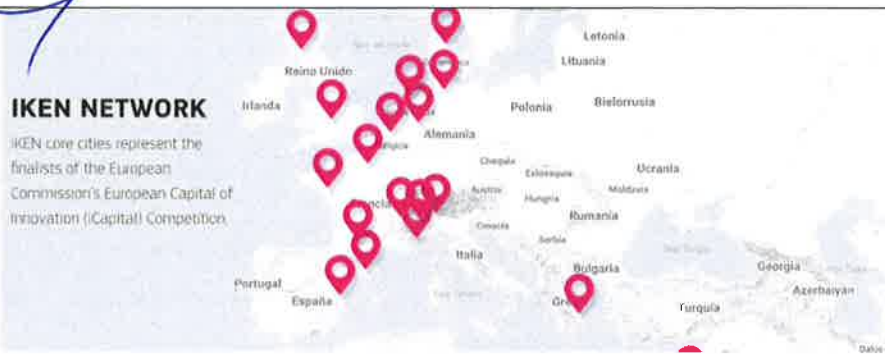 IKEN NETWORK
iKEN core cities represent the
finalists of the European
Commission's European Capital of
Innovation (iCapital) Competition.
Letonia
Reino Unido
Lituania
Irlanda
Polonia
Bielorrusia
Alemania
Chequia
Ucrania
Eslovaquia
Austria
Moldavia
Hungría
Rumania
Croacia
Serbia
Italia
Bulgaria
Georgia
Portugal
España
Azerbaiyán
Turquía